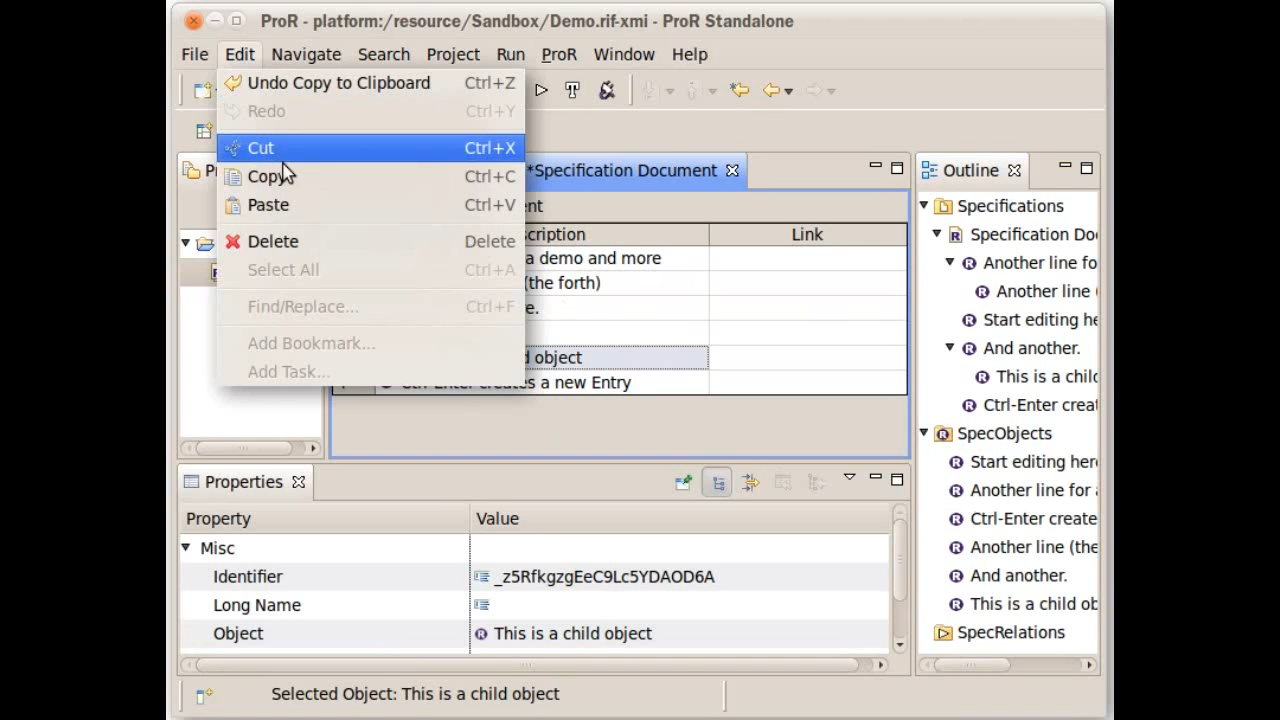 ProR - platform:/resource/Sandbox/Demo.rif-xmi - ProR Standalone
File Edit Navigate Search Project Run ProR Window Help
Undo Copy to Clipboard Ctrl+Z
Redo Ctrl+Y
Cut Ctrl+X
Copy Ctrl+C
Paste Ctrl+V
Delete Delete
Select All Ctrl+A
Find/Replace... Ctrl+F
Add Bookmark...
Add Task...
*Specification Document
Link
a demo and more
(the forth)
object
creates a new Entry
Outline
Specifications
Specification Do
Another line fo
Another line
Start editing he
And another.
This is a child
Ctrl-Enter crea
SpecObjects
Start editing here
Another line for
Ctrl-Enter create
Another line (the
And another.
This is a child ob
SpecRelations
Properties
Property Value
Misc
Identifier _z5RfkgzgEeC9Lc5YDAOD6A
Long Name
Object This is a child object
Selected Object: This is a child object